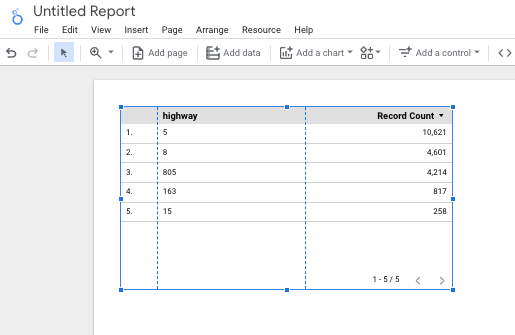 Untitled Report
File Edit View Insert Page Arrange Resource Help
Add page Add data Add a chart Add a control
highway Record Count
1. 5 10,621
2. 8 4,601
3. 805 4,214
4. 163 817
5. 15 258
1 - 5 / 5